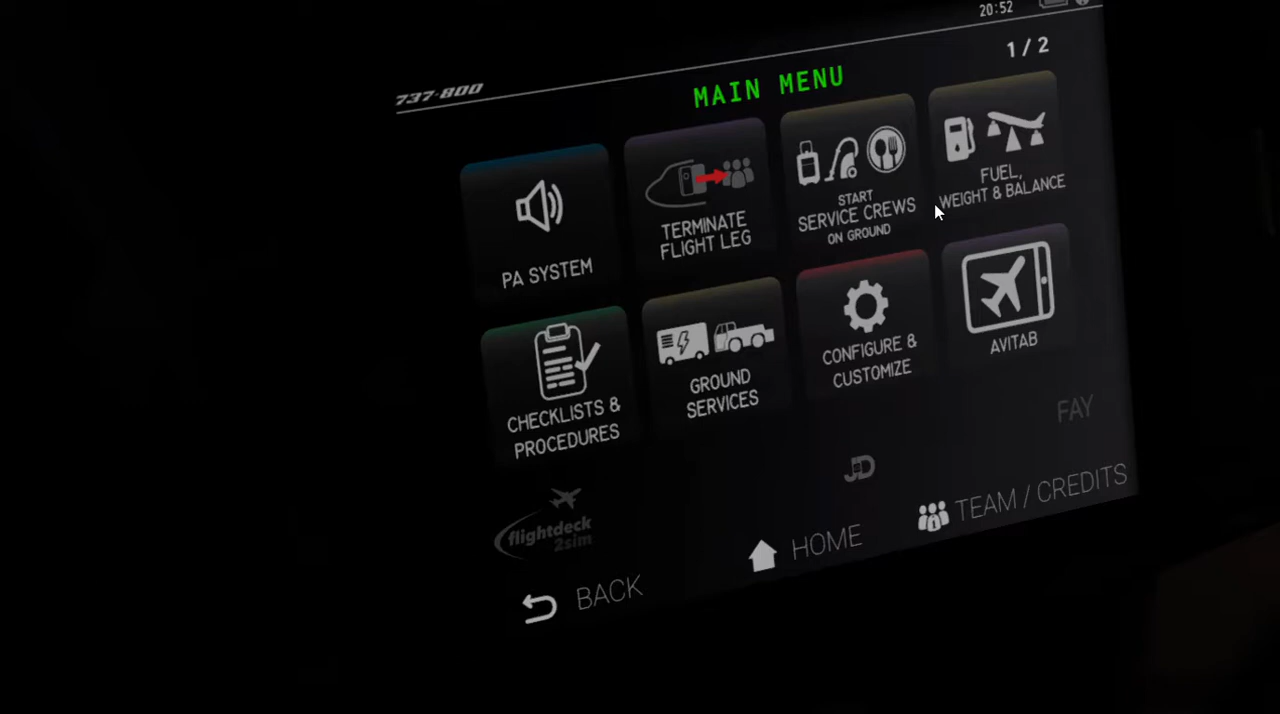 20:52
737-800
MAIN MENU
1 / 2
PA SYSTEM
TERMINATE
FLIGHT LEG
START
SERVICE CREWS
ON GROUND
FUEL,
WEIGHT & BALANCE
CHECKLISTS &
PROCEDURES
GROUND
SERVICES
CONFIGURE &
CUSTOMIZE
AVITAB
flightdeck
2sim
JD
FAY
BACK
HOME
TEAM / CREDITS